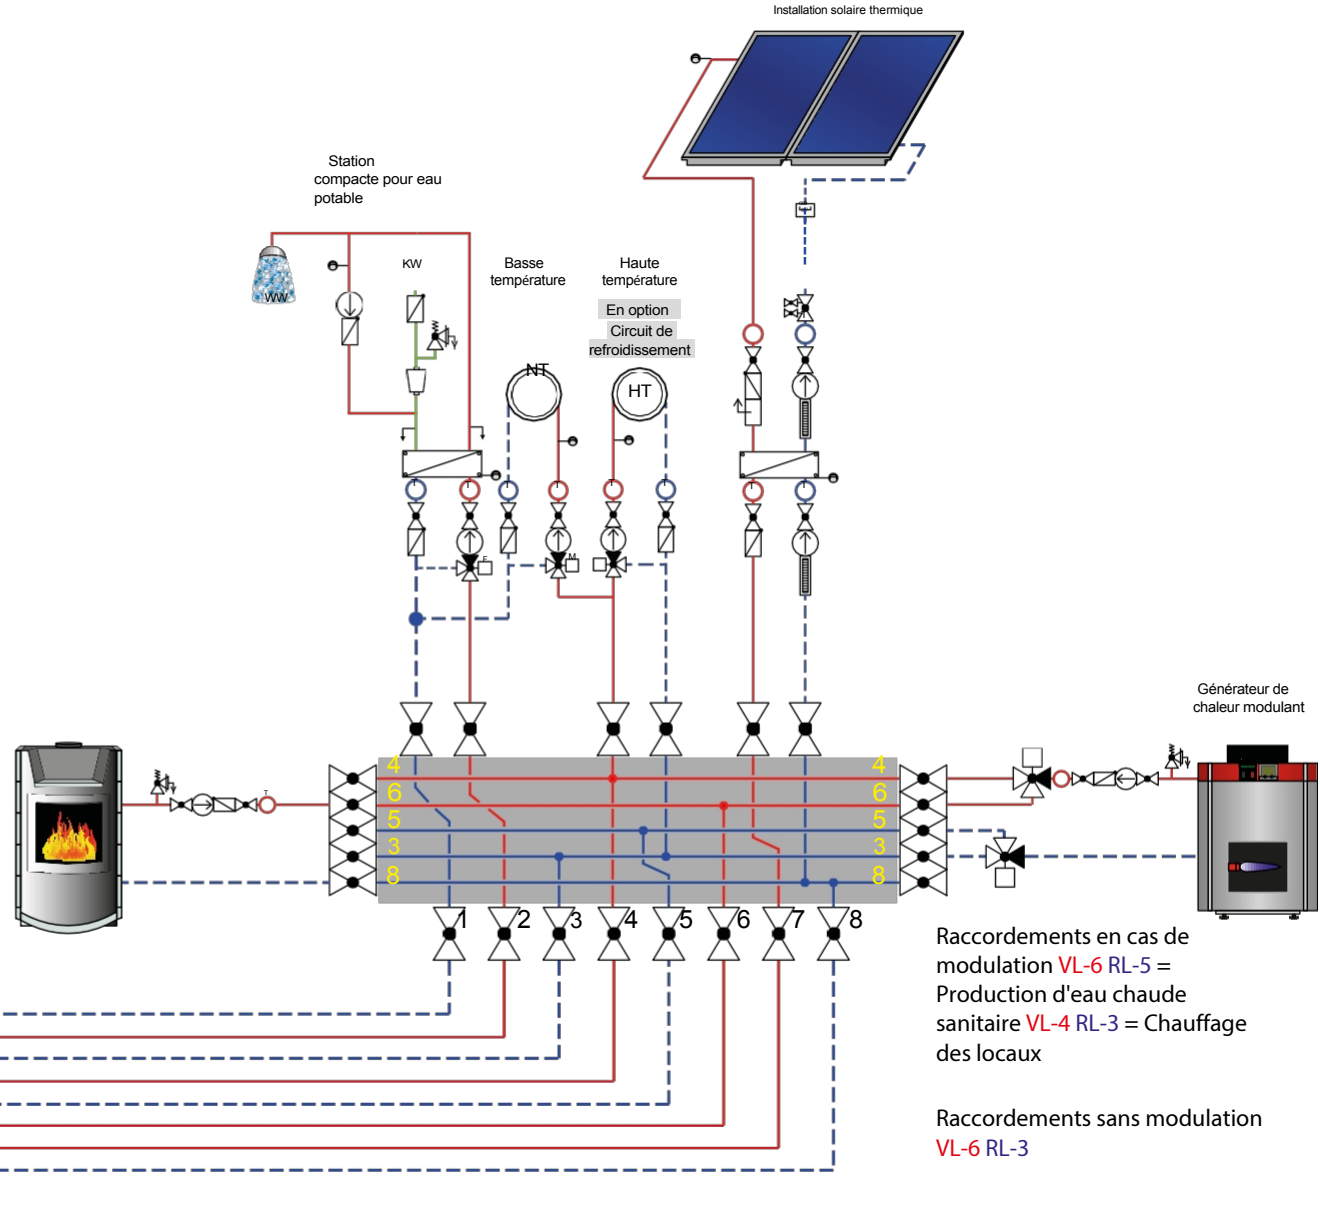 Installation solaire thermique
Station
compacte pour eau
potable
KW
Basse
température
Haute
température
En option
Circuit de
refroidissement
WW
NT
HT
T
T
T
T
T
T
T
T
F
M
Générateur de
chaleur modulant
T
4
4
6
6
5
5
3
3
8
8
1
2
3
4
5
6
7
8
Raccordements en cas de
modulation VL-6 RL-5 =
Production d'eau chaude
sanitaire VL-4 RL-3 = Chauffage
des locaux
Raccordements sans modulation
VL-6 RL-3